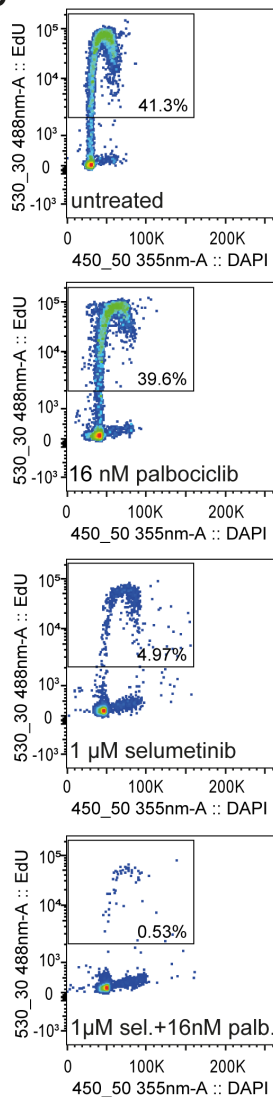 530_30 488nm-A :: EdU
10⁵
10⁴
10³
0
-10³
41.3%
untreated
0 100K 200K
450_50 355nm-A :: DAPI
530_30 488nm-A :: EdU
10⁵
10⁴
10³
0
-10³
39.6%
16 nM palbociclib
0 100K 200K
450_50 355nm-A :: DAPI
530_30 488nm-A :: EdU
10⁵
10⁴
10³
0
-10³
4.97%
1 µM selumetinib
0 100K 200K
450_50 355nm-A :: DAPI
530_30 488nm-A :: EdU
10⁵
10⁴
10³
0
-10³
0.53%
1µM sel.+16nM palb.
0 100K 200K
450_50 355nm-A :: DAPI